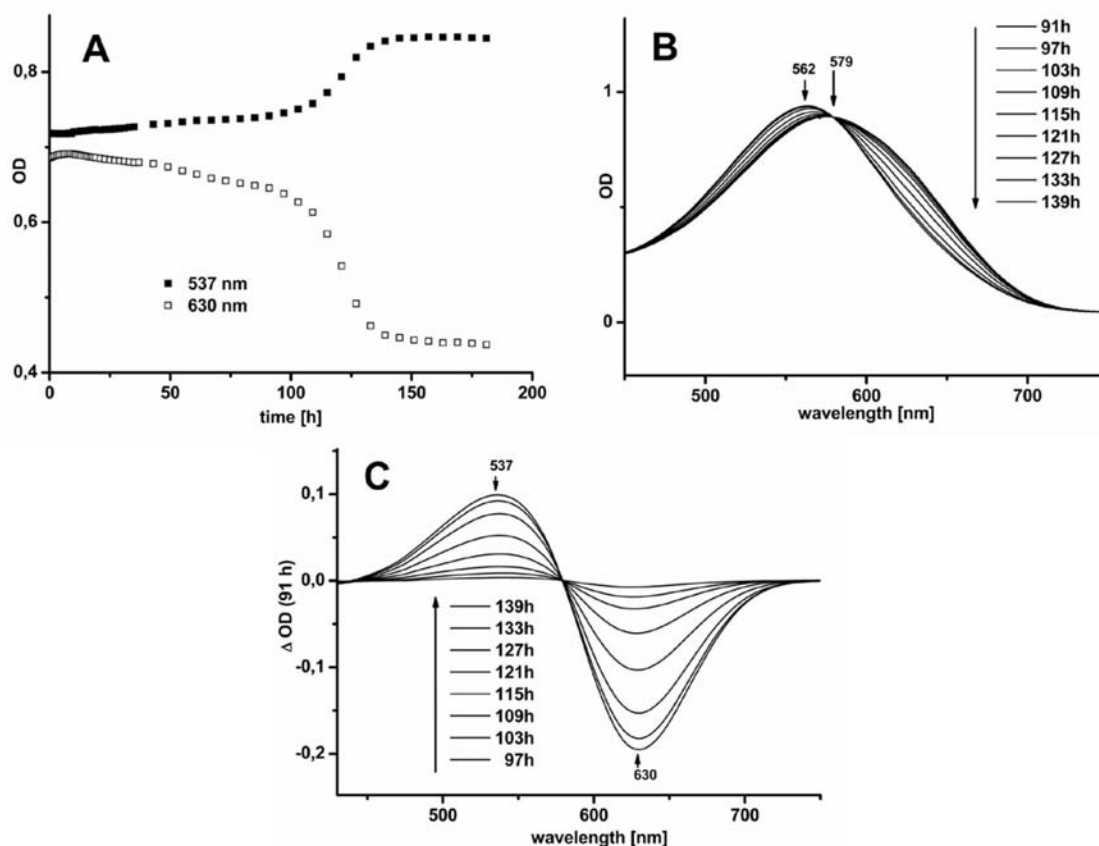 A
OD
0,8
0,6
0,4
537 nm
630 nm
0
50
100
150
200
time [h]
B
OD
1
0
562
579
91h
97h
103h
109h
115h
121h
127h
133h
139h
500
600
700
wavelength [nm]
C
Δ OD (91 h)
0,1
0,0
-0,1
-0,2
537
139h
133h
127h
121h
115h
109h
103h
97h
630
500
600
700
wavelength [nm]